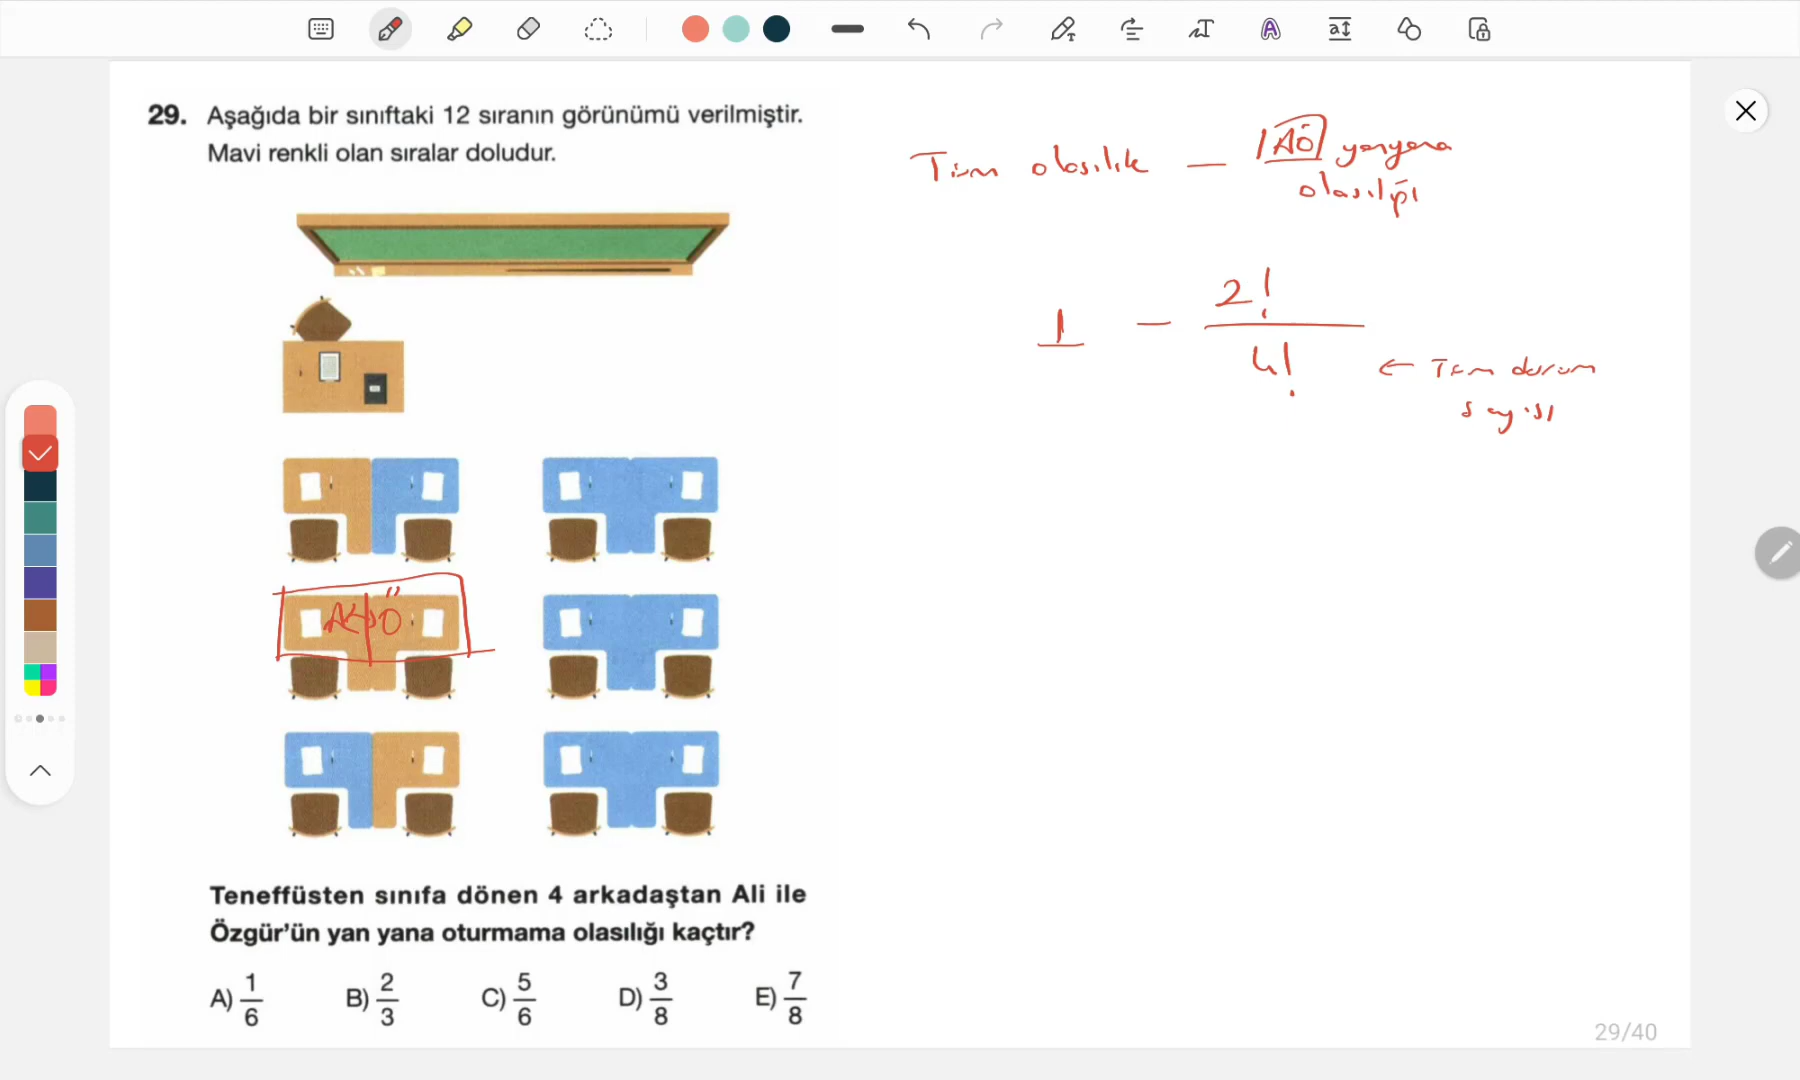 29. Aşağıda bir sınıftaki 12 sıranın görünümü verilmiştir.
Mavi renkli olan sıralar doludur.
Tüm olasılık — AÖ yanyana
olasılığı
1 — 2!
4!
← Tüm durum
sayısı
A Ö
Teneffüsten sınıfa dönen 4 arkadaştan Ali ile
Özgür'ün yan yana oturmama olasılığı kaçtır?
A) 1/6 B) 2/3 C) 5/6 D) 3/8 E) 7/8
29/40